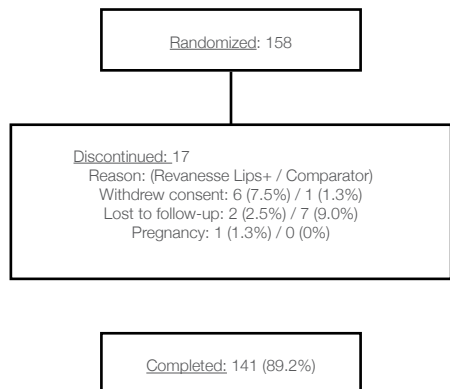 Randomized: 158
Discontinued: 17
Reason: (Revanesse Lips+ / Comparator)
Withdrew consent: 6 (7.5%) / 1 (1.3%)
Lost to follow-up: 2 (2.5%) / 7 (9.0%)
Pregnancy: 1 (1.3%) / 0 (0%)
Completed: 141 (89.2%)